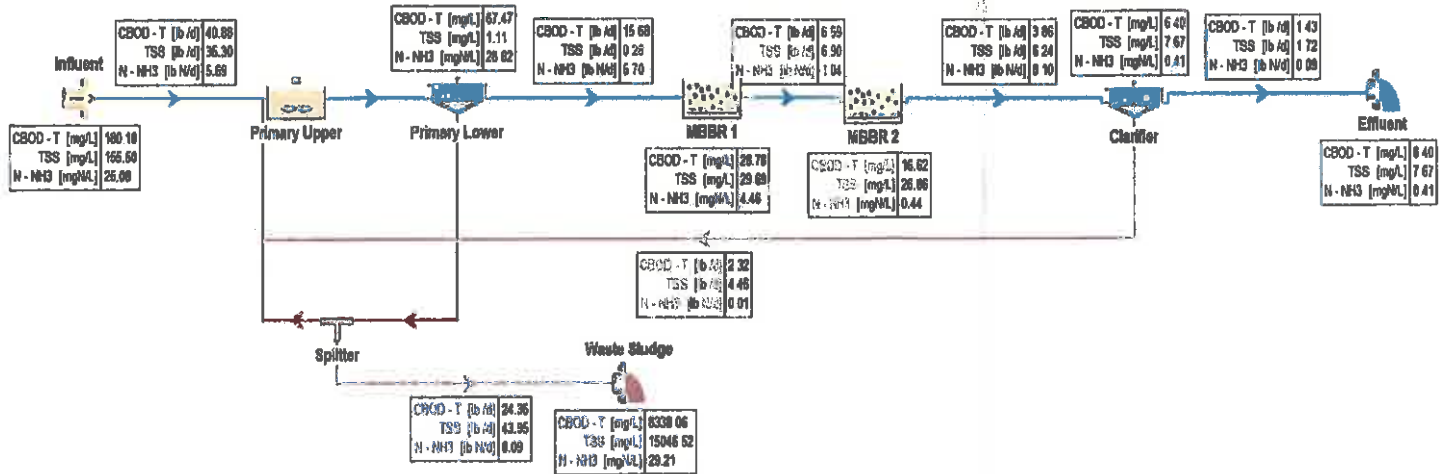 CBOD - T [lb /d] 40.88
TSS [lb /d] 35.30
N - NH3 [lb N/d] 5.69
CBOD - T [mg/L] 67.47
TSS [mg/L] 1.11
N - NH3 [mgN/L] 28.82
CBOD - T [lb /d] 15.68
TSS [lb /d] 0.26
N - NH3 [lb N/d] 6.70
CBOD - T [lb /d] 6.69
TSS [lb /d] 6.90
N - NH3 [lb N/d] 1.04
CBOD - T [lb /d] 3.86
TSS [lb /d] 6.24
N - NH3 [lb N/d] 0.10
CBOD - T [mg/L] 6.40
TSS [mg/L] 7.67
N - NH3 [mgN/L] 0.41
CBOD - T [lb /d] 1.43
TSS [lb /d] 1.72
N - NH3 [lb N/d] 0.09
Influent
Primary Upper
Primary Lower
MBBR 1
MBBR 2
Clarifier
Effluent
CBOD - T [mg/L] 180.10
TSS [mg/L] 155.50
N - NH3 [mgN/L] 25.08
CBOD - T [mg/L] 28.78
TSS [mg/L] 29.69
N - NH3 [mgN/L] 4.46
CBOD - T [mg/L] 16.62
TSS [mg/L] 26.86
N - NH3 [mgN/L] 0.44
CBOD - T [mg/L] 6.40
TSS [mg/L] 7.67
N - NH3 [mgN/L] 0.41
CBOD - T [lb /d] 2.32
TSS [lb /d] 4.46
N - NH3 [lb N/d] 0.01
Splitter
Waste Sludge
CBOD - T [lb /d] 24.35
TSS [lb /d] 43.95
N - NH3 [lb N/d] 0.09
CBOD - T [mg/L] 8338.06
TSS [mg/L] 15046.52
N - NH3 [mgN/L] 29.21